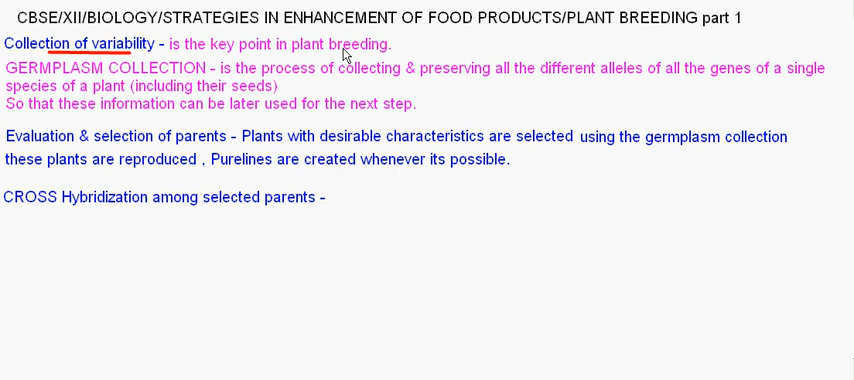 CBSE/XII/BIOLOGY/STRATEGIES IN ENHANCEMENT OF FOOD PRODUCTS/PLANT BREEDING part 1
Collection of variability - is the key point in plant breeding.
GERMPLASM COLLECTION - is the process of collecting & preserving all the different alleles of all the genes of a single
species of a plant (including their seeds)
So that these information can be later used for the next step.
Evaluation & selection of parents - Plants with desirable characteristics are selected using the germplasm collection
these plants are reproduced , Purelines are created whenever its possible.
CROSS Hybridization among selected parents -